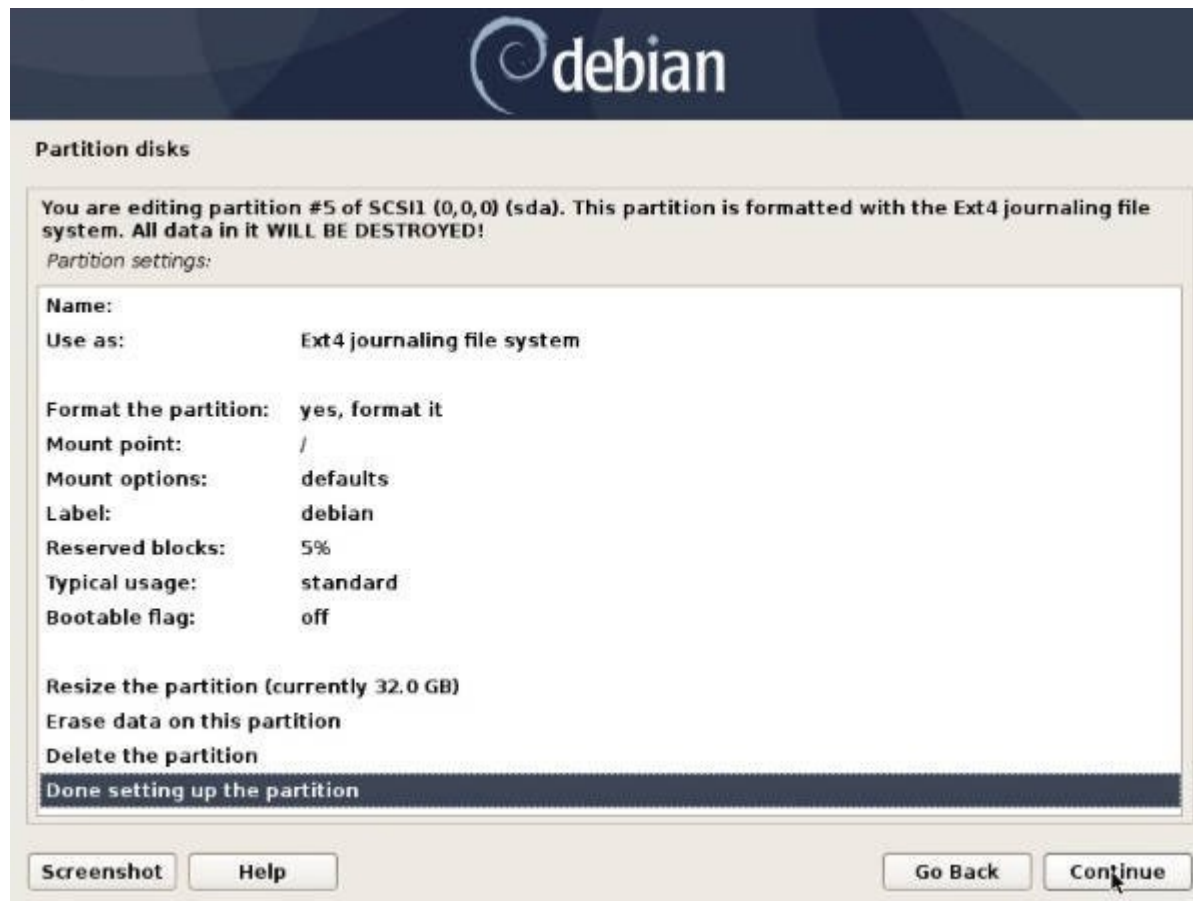 debian
Partition disks
You are editing partition #5 of SCSI1 (0,0,0) (sda). This partition is formatted with the Ext4 journaling file
system. All data in it WILL BE DESTROYED!
Partition settings:
Name:
Use as: Ext4 journaling file system
Format the partition: yes, format it
Mount point: /
Mount options: defaults
Label: debian
Reserved blocks: 5%
Typical usage: standard
Bootable flag: off
Resize the partition (currently 32.0 GB)
Erase data on this partition
Delete the partition
Done setting up the partition
Screenshot Help Go Back Continue